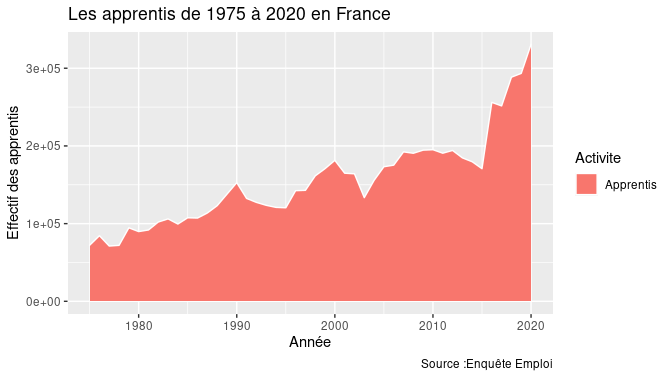 Les apprentis de 1975 à 2020 en France
Effectif des apprentis
3e+05
2e+05
1e+05
0e+00
1980 1990 2000 2010 2020
Année
Activite
Apprentis
Source :Enquête Emploi